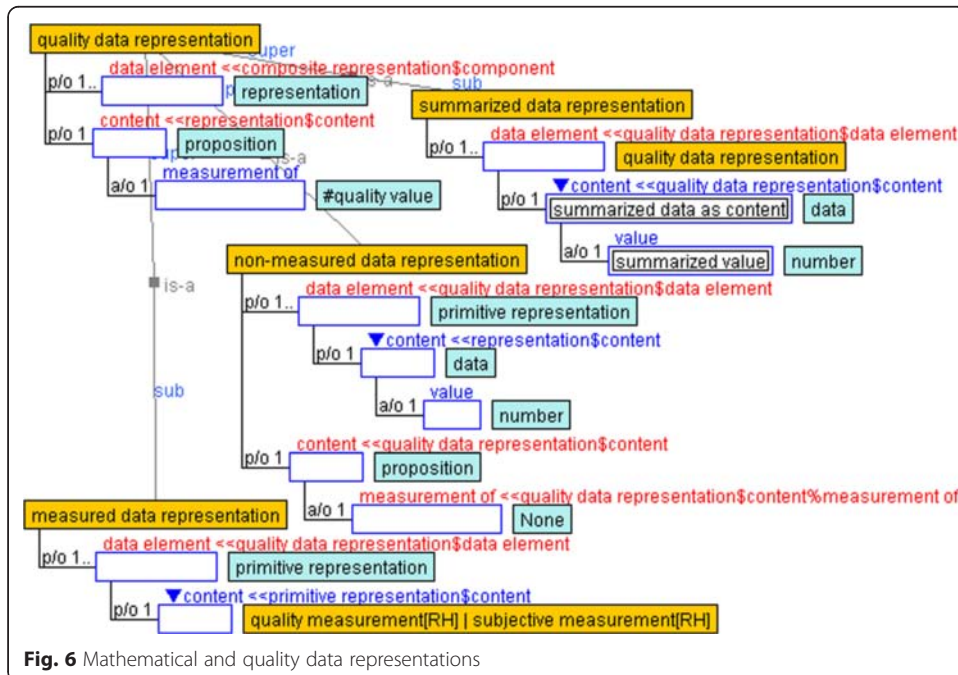 quality data representation
super
data element <<composite representation$component
is-a
p/o 1..
representation
sub
summarized data representation
content <<representation$content
p/o 1
proposition
data element <<quality data representation$data element
p/o 1..
quality data representation
super
is-a
measurement of
a/o 1
#quality value
content <<quality data representation$content
p/o 1
summarized data as content
data
value
a/o 1
summarized value
number
non-measured data representation
is-a
data element <<quality data representation$data element
p/o 1..
primitive representation
content <<representation$content
p/o 1
data
sub
value
a/o 1
number
content <<quality data representation$content
p/o 1
proposition
measurement of <<quality data representation$content%measurement of
a/o 1
None
measured data representation
data element <<quality data representation$data element
p/o 1..
primitive representation
content <<primitive representation$content
p/o 1
quality measurement[RH] | subjective measurement[RH]
Fig. 6 Mathematical and quality data representations